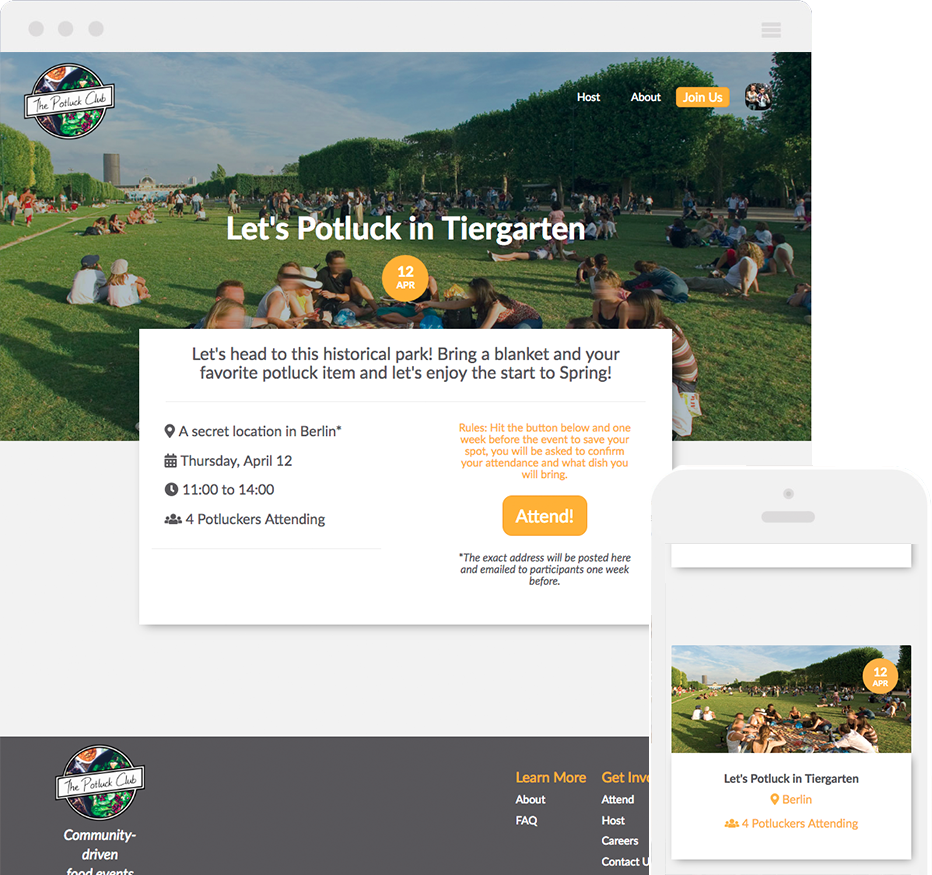 The Potluck Club
Host
About
Join Us
Let's Potluck in Tiergarten
12
APR
Let's head to this historical park! Bring a blanket and your
favorite potluck item and let's enjoy the start to Spring!
A secret location in Berlin*
Thursday, April 12
11:00 to 14:00
4 Potluckers Attending
Rules: Hit the button below and one
week before the event to save your
spot, you will be asked to confirm
your attendance and what dish you
will bring.
Attend!
*The exact address will be posted here
and emailed to participants one week
before.
The Potluck Club
Community-
driven
food events
Learn More
About
FAQ
Get Inv
Attend
Host
Careers
Contact U
12
APR
Let's Potluck in Tiergarten
Berlin
4 Potluckers Attending